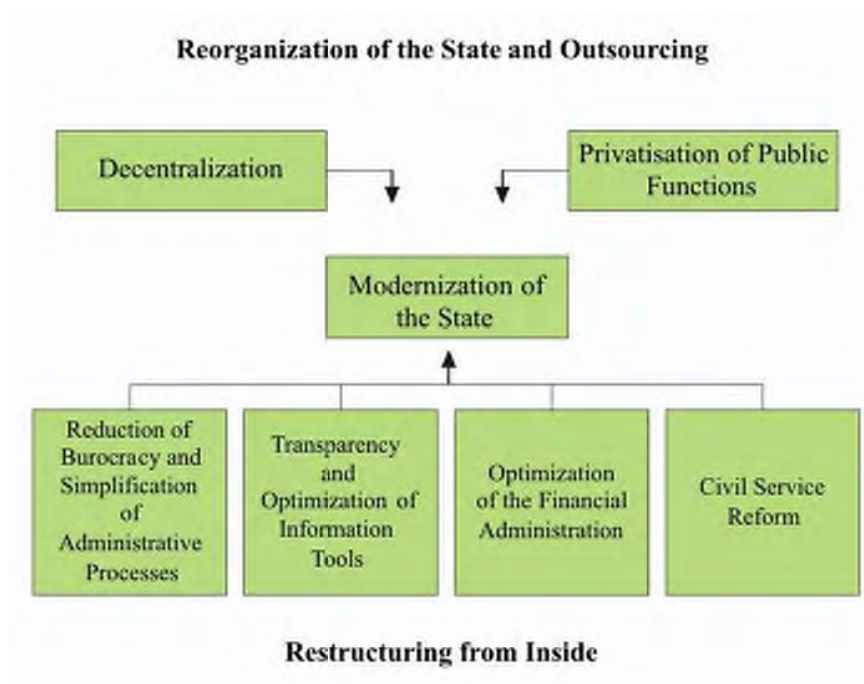 Reorganization of the State and Outsourcing
Decentralization
Privatisation of Public
Functions
Modernization of
the State
Reduction of
Burocracy and
Simplification
of
Administrative
Processes
Transparency
and
Optimization of
Information
Tools
Optimization
of the Financial
Administration
Civil Service
Reform
Restructuring from Inside